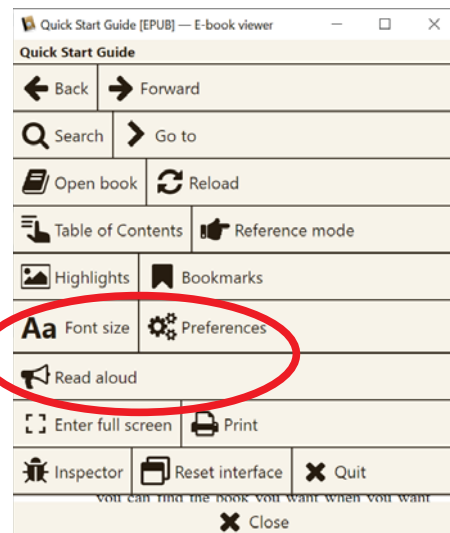 Quick Start Guide [EPUB] — E-book viewer
Quick Start Guide
Back Forward
Search Go to
Open book Reload
Table of Contents Reference mode
Highlights Bookmarks
Aa Font size Preferences
Read aloud
Enter full screen Print
Inspector Reset interface Quit
you can find the book you want when you want
Close